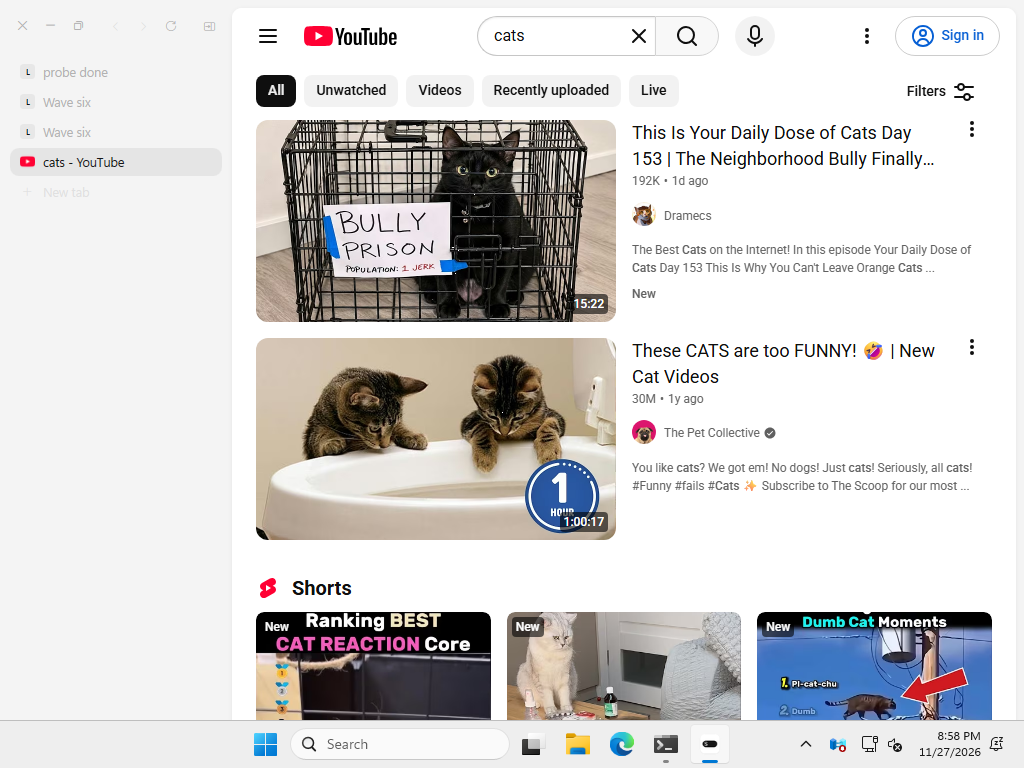 cats
Sign in
YouTube
probe done
Wave six
Wave six
cats - YouTube
New tab
All
Unwatched
Videos
Recently uploaded
Live
Filters
BULLY
PRISON
POPULATION: 1 JERK
15:22
This Is Your Daily Dose of Cats Day
153 | The Neighborhood Bully Finally…
192K • 1d ago
Dramecs
The Best Cats on the Internet! In this episode Your Daily Dose of
Cats Day 153 This Is Why You Can't Leave Orange Cats ...
New
1
HOUR
1:00:17
These CATS are too FUNNY! 🤣 | New
Cat Videos
30M • 1y ago
The Pet Collective
You like cats? We got em! No dogs! Just cats! Seriously, all cats!
#Funny #fails #Cats ✨ Subscribe to The Scoop for our most ...
Shorts
New
Ranking BEST
CAT REACTION Core
1
2
3
New
New
Dumb Cat Moments
1. Pi-cat-chu
2. Dumb
Search
8:58 PM
11/27/2026